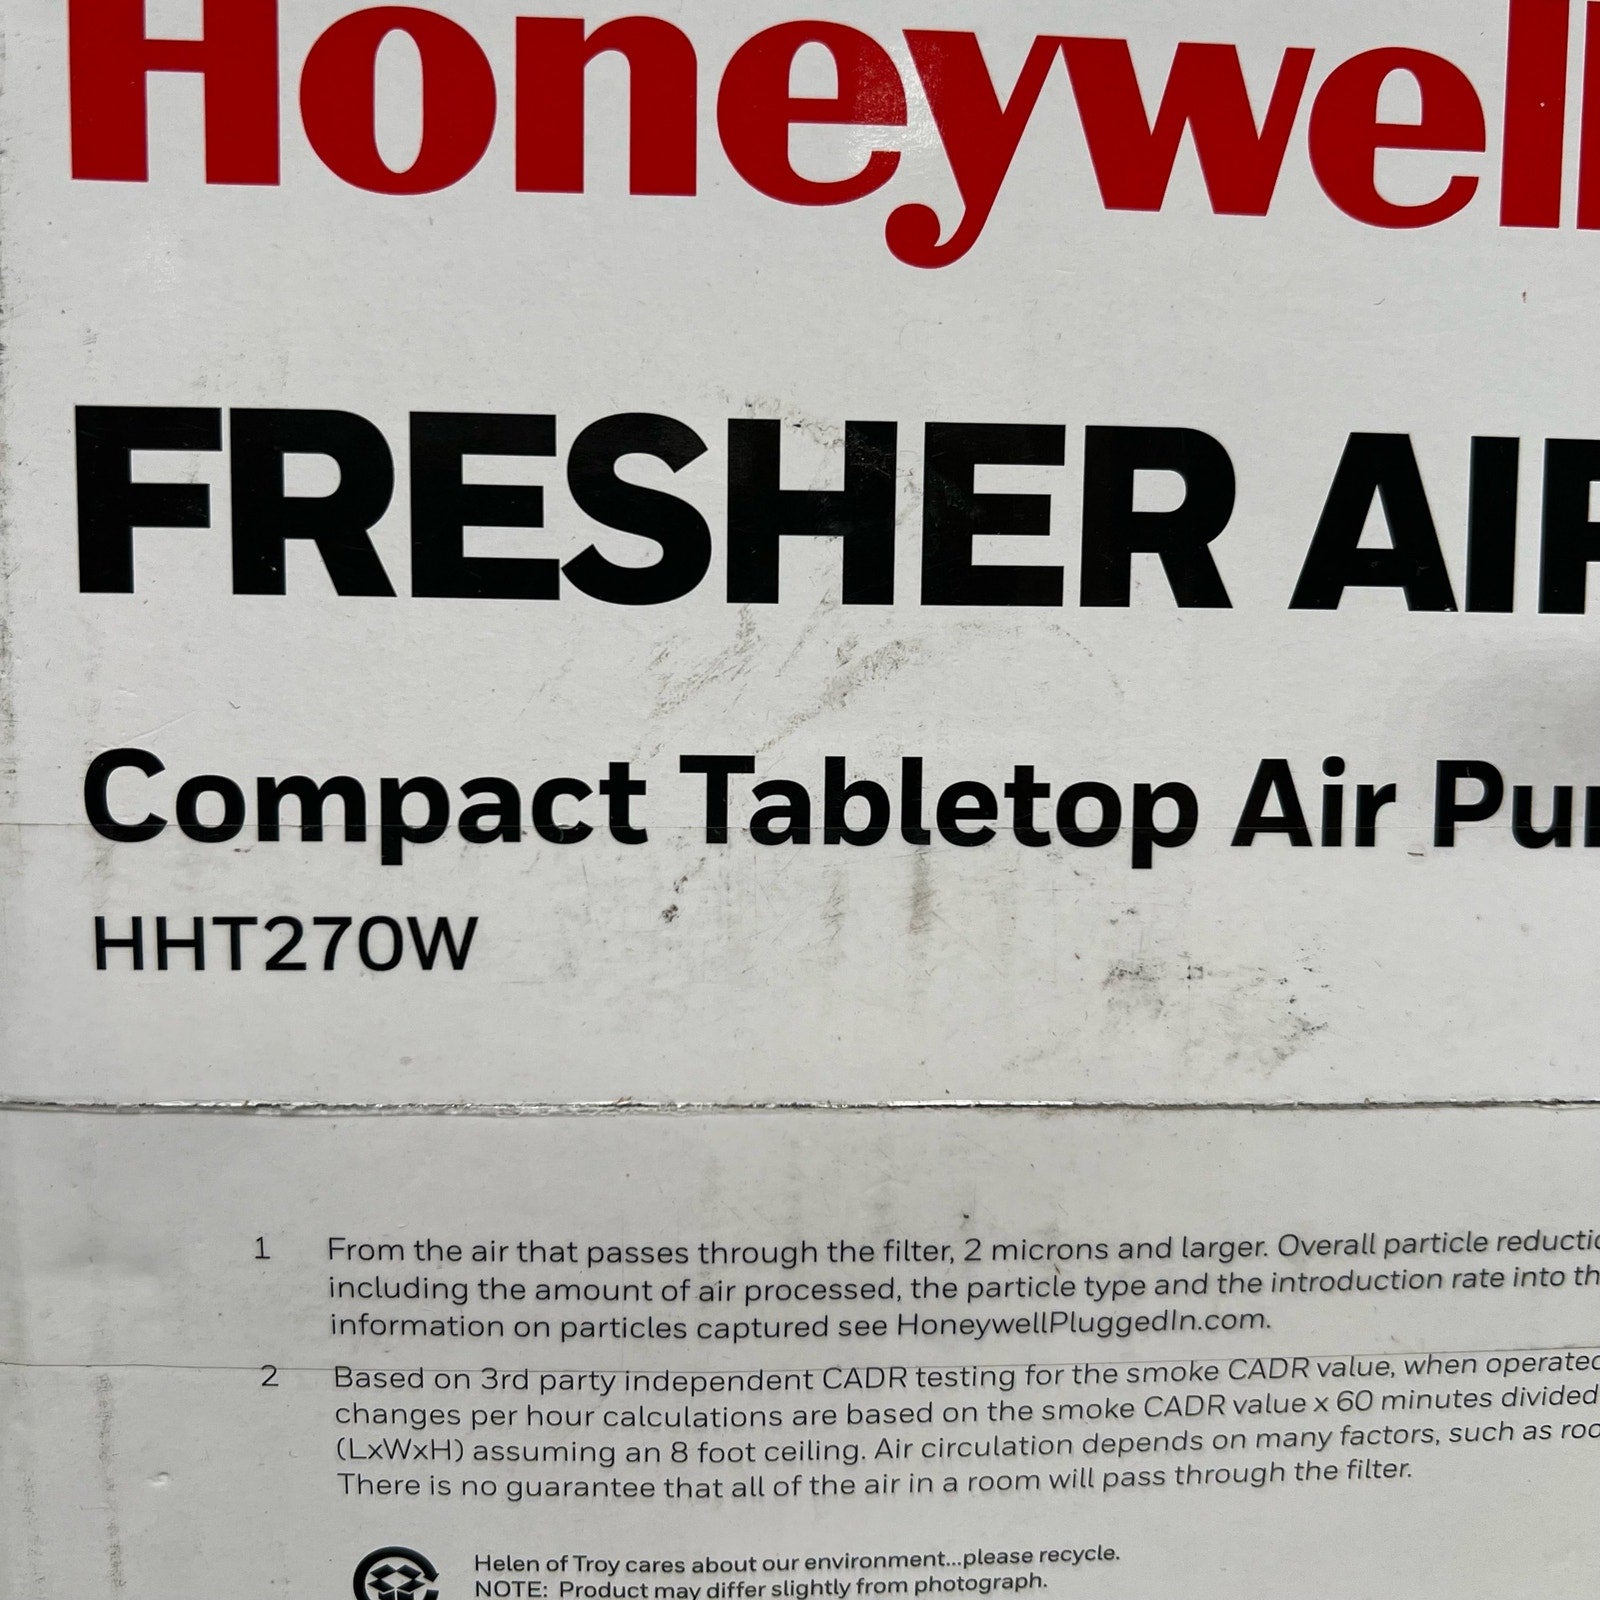 Honeywell
FRESHER AIR
Compact Tabletop Air Pur
HHT270W
1 From the air that passes through the filter, 2 microns and larger. Overall particle reductio
including the amount of air processed, the particle type and the introduction rate into th
information on particles captured see HoneywellPluggedIn.com.
2 Based on 3rd party independent CADR testing for the smoke CADR value, when operated
changes per hour calculations are based on the smoke CADR value x 60 minutes divided
(LxWxH) assuming an 8 foot ceiling. Air circulation depends on many factors, such as roo
There is no guarantee that all of the air in a room will pass through the filter.
Helen of Troy cares about our environment...please recycle.
NOTE: Product may differ slightly from photograph.